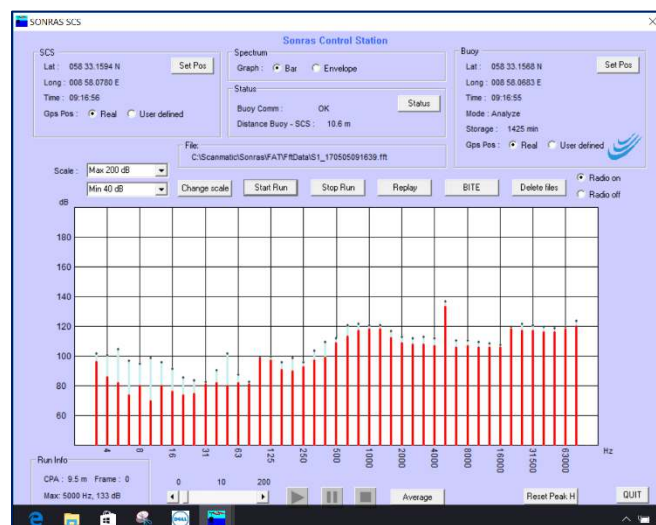 SONRAS SCS
Sonras Control Station
SCS
Lat : 058 33.1594 N
Set Pos
Long : 008 58.0780 E
Time : 09:16:56
Gps Pos : Real User defined
Spectrum
Graph : Bar Envelope
Status
Buoy Comm : OK
Status
Distance Buoy - SCS : 10.6 m
Buoy
Lat : 058 33.1568 N
Set Pos
Long : 008 58.0683 E
Time : 09:16:55
Mode : Analyze
Storage : 1425 min
Gps Pos : Real User defined
File:
C:\Scanmatic\Sonras\FAT\FftData\S1_170505091639.fft
Scale : Max 200 dB
Min 40 dB
Change scale
Start Run
Stop Run
Replay
BITE
Delete files
Radio on
Radio off
dB
180
160
140
120
100
80
60
4 8 16 31 63 125 250 500 1000 2000 4000 8000 16000 31500 63000
Hz
Run Info
CPA : 9.5 m Frame : 0
Max: 5000 Hz, 133 dB
0 10 200
Average
Reset Peak H
QUIT
DELL